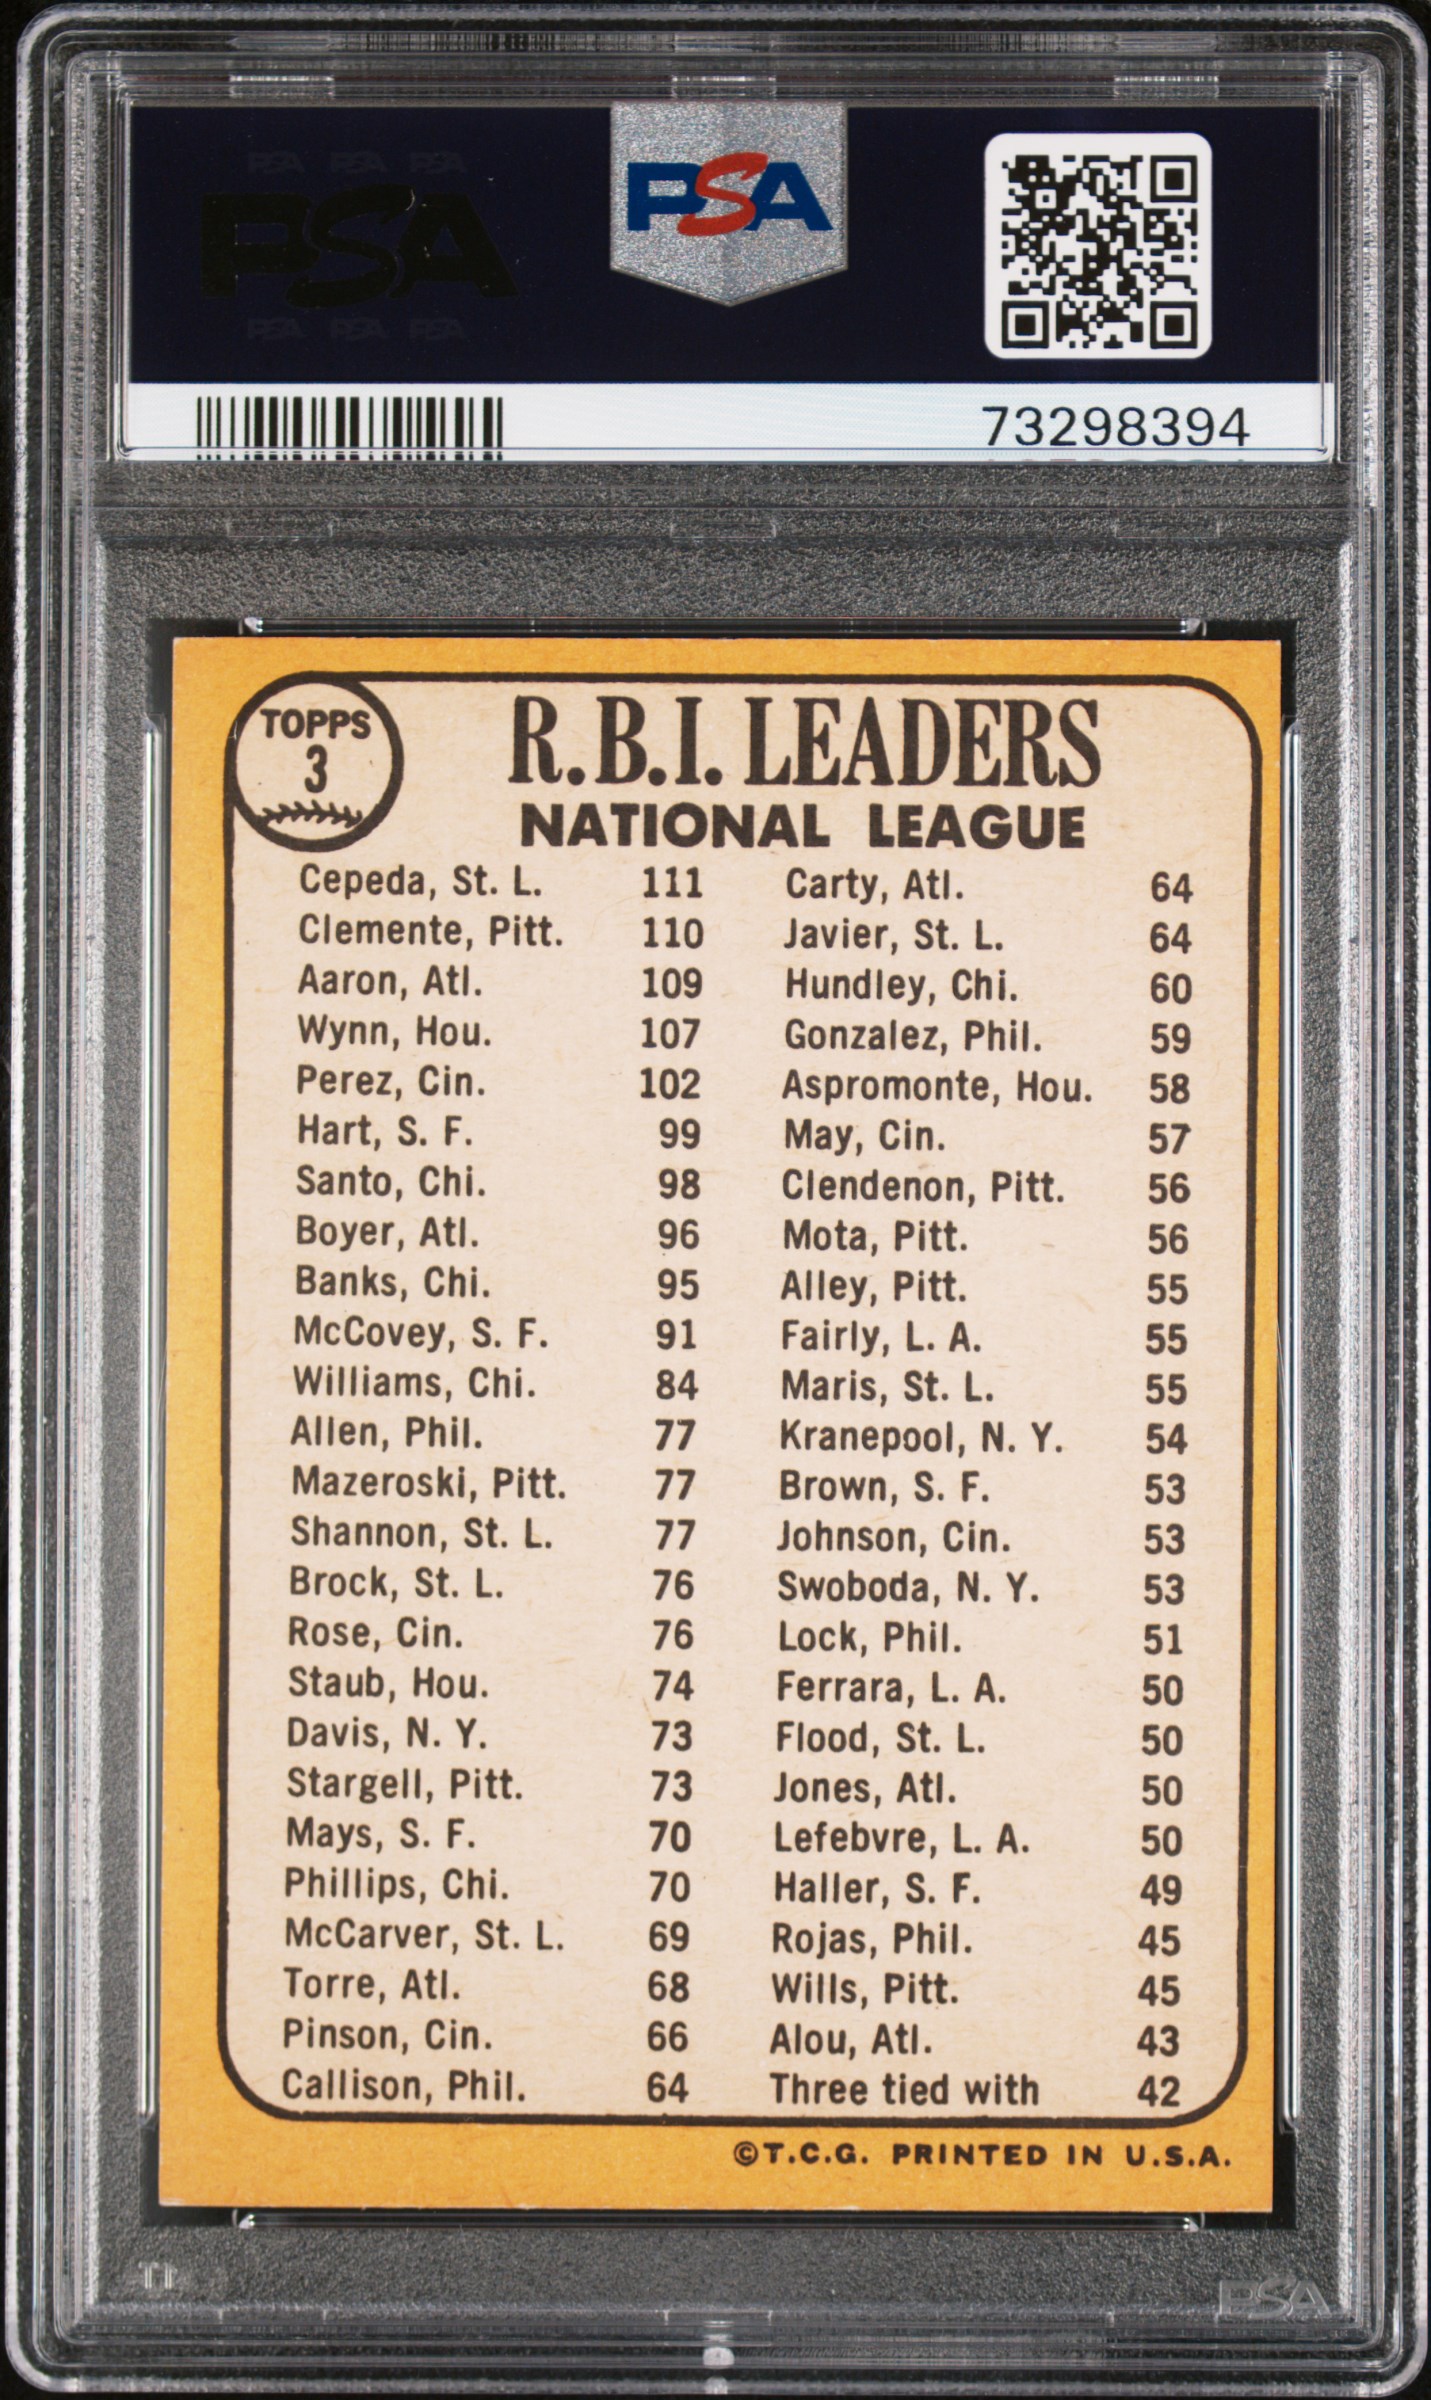 PSA PSA PSA
PSA
PSA PSA PSA
PSA
73298394
TOPPS
3
R.B.I. LEADERS
NATIONAL LEAGUE
Cepeda, St. L. 111
Clemente, Pitt. 110
Aaron, Atl. 109
Wynn, Hou. 107
Perez, Cin. 102
Hart, S. F. 99
Santo, Chi. 98
Boyer, Atl. 96
Banks, Chi. 95
McCovey, S. F. 91
Williams, Chi. 84
Allen, Phil. 77
Mazeroski, Pitt. 77
Shannon, St. L. 77
Brock, St. L. 76
Rose, Cin. 76
Staub, Hou. 74
Davis, N. Y. 73
Stargell, Pitt. 73
Mays, S. F. 70
Phillips, Chi. 70
McCarver, St. L. 69
Torre, Atl. 68
Pinson, Cin. 66
Callison, Phil. 64
Carty, Atl. 64
Javier, St. L. 64
Hundley, Chi. 60
Gonzalez, Phil. 59
Aspromonte, Hou. 58
May, Cin. 57
Clendenon, Pitt. 56
Mota, Pitt. 56
Alley, Pitt. 55
Fairly, L. A. 55
Maris, St. L. 55
Kranepool, N. Y. 54
Brown, S. F. 53
Johnson, Cin. 53
Swoboda, N. Y. 53
Lock, Phil. 51
Ferrara, L. A. 50
Flood, St. L. 50
Jones, Atl. 50
Lefebvre, L. A. 50
Haller, S. F. 49
Rojas, Phil. 45
Wills, Pitt. 45
Alou, Atl. 43
Three tied with 42
©T.C.G. PRINTED IN U.S.A.
PSA